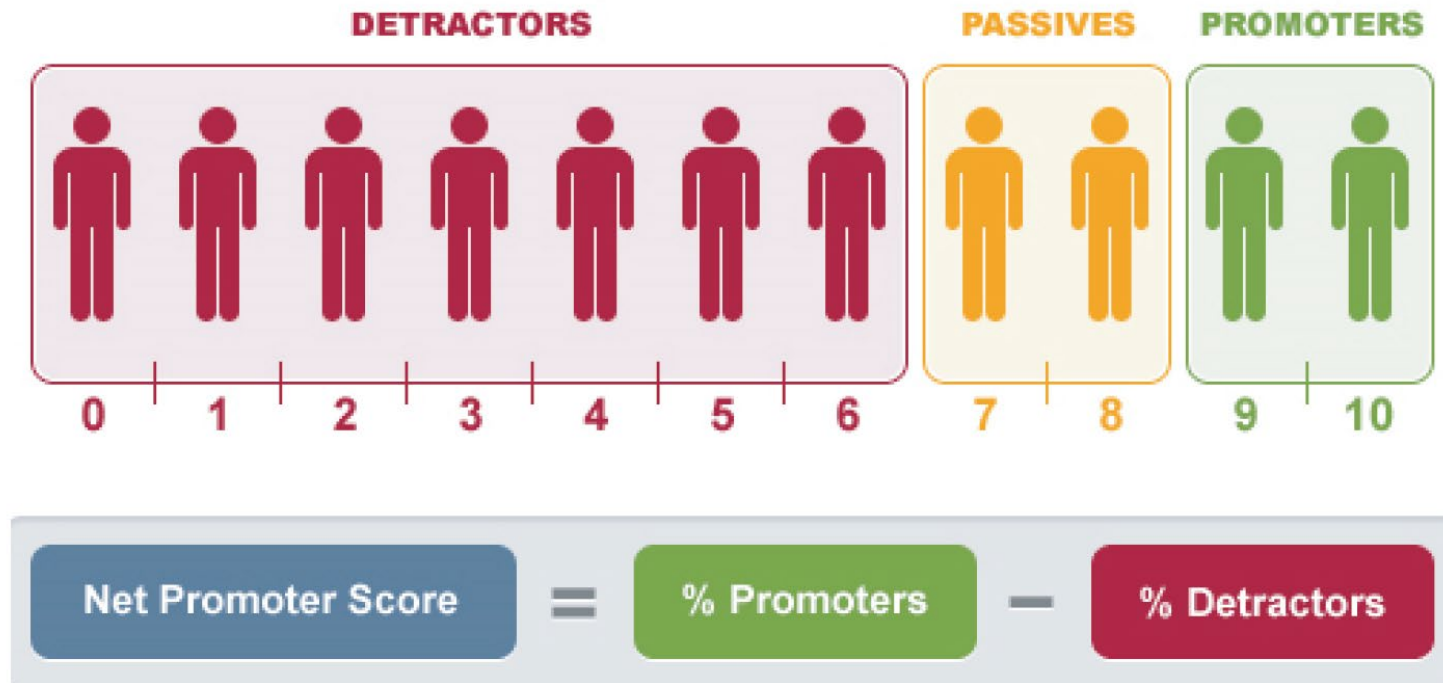 DETRACTORS PASSIVES PROMOTERS
0 1 2 3 4 5 6 7 8 9 10
Net Promoter Score = % Promoters – % Detractors